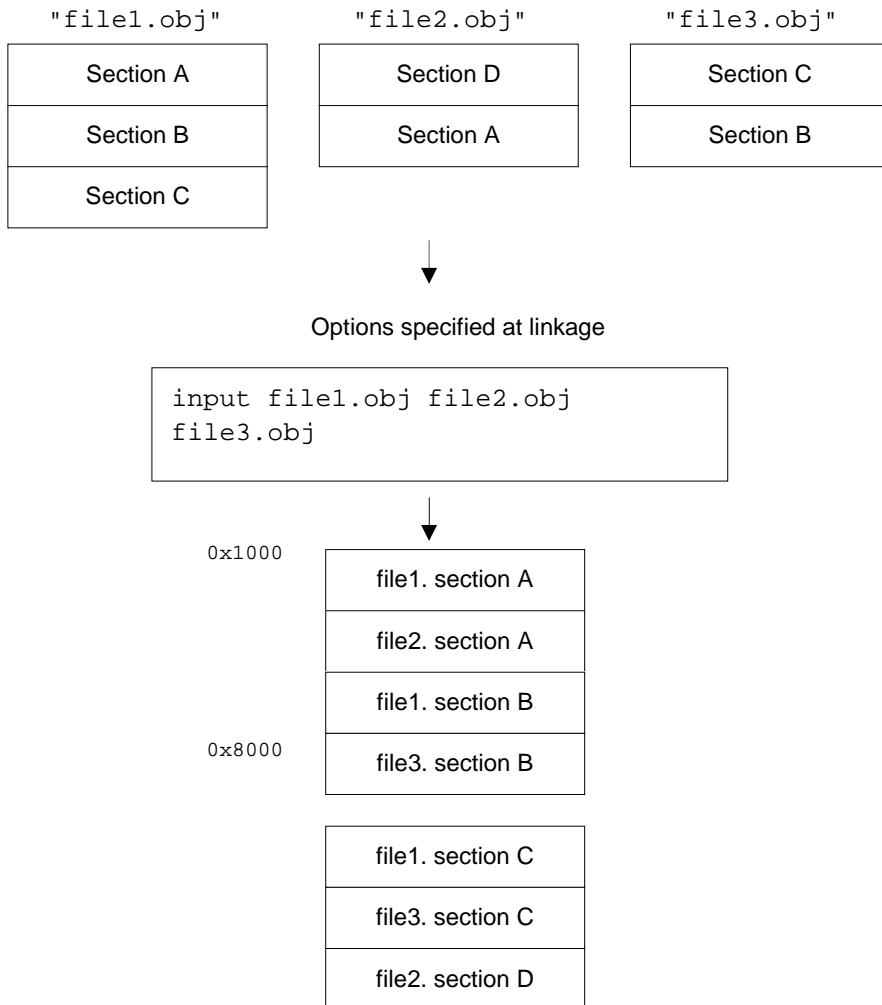 "file1.obj" "file2.obj" "file3.obj"
Section A
Section B
Section C
Section D
Section A
Section C
Section B
Options specified at linkage
input file1.obj file2.obj
file3.obj
0x1000
file1. section A
file2. section A
file1. section B
0x8000
file3. section B
file1. section C
file3. section C
file2. section D